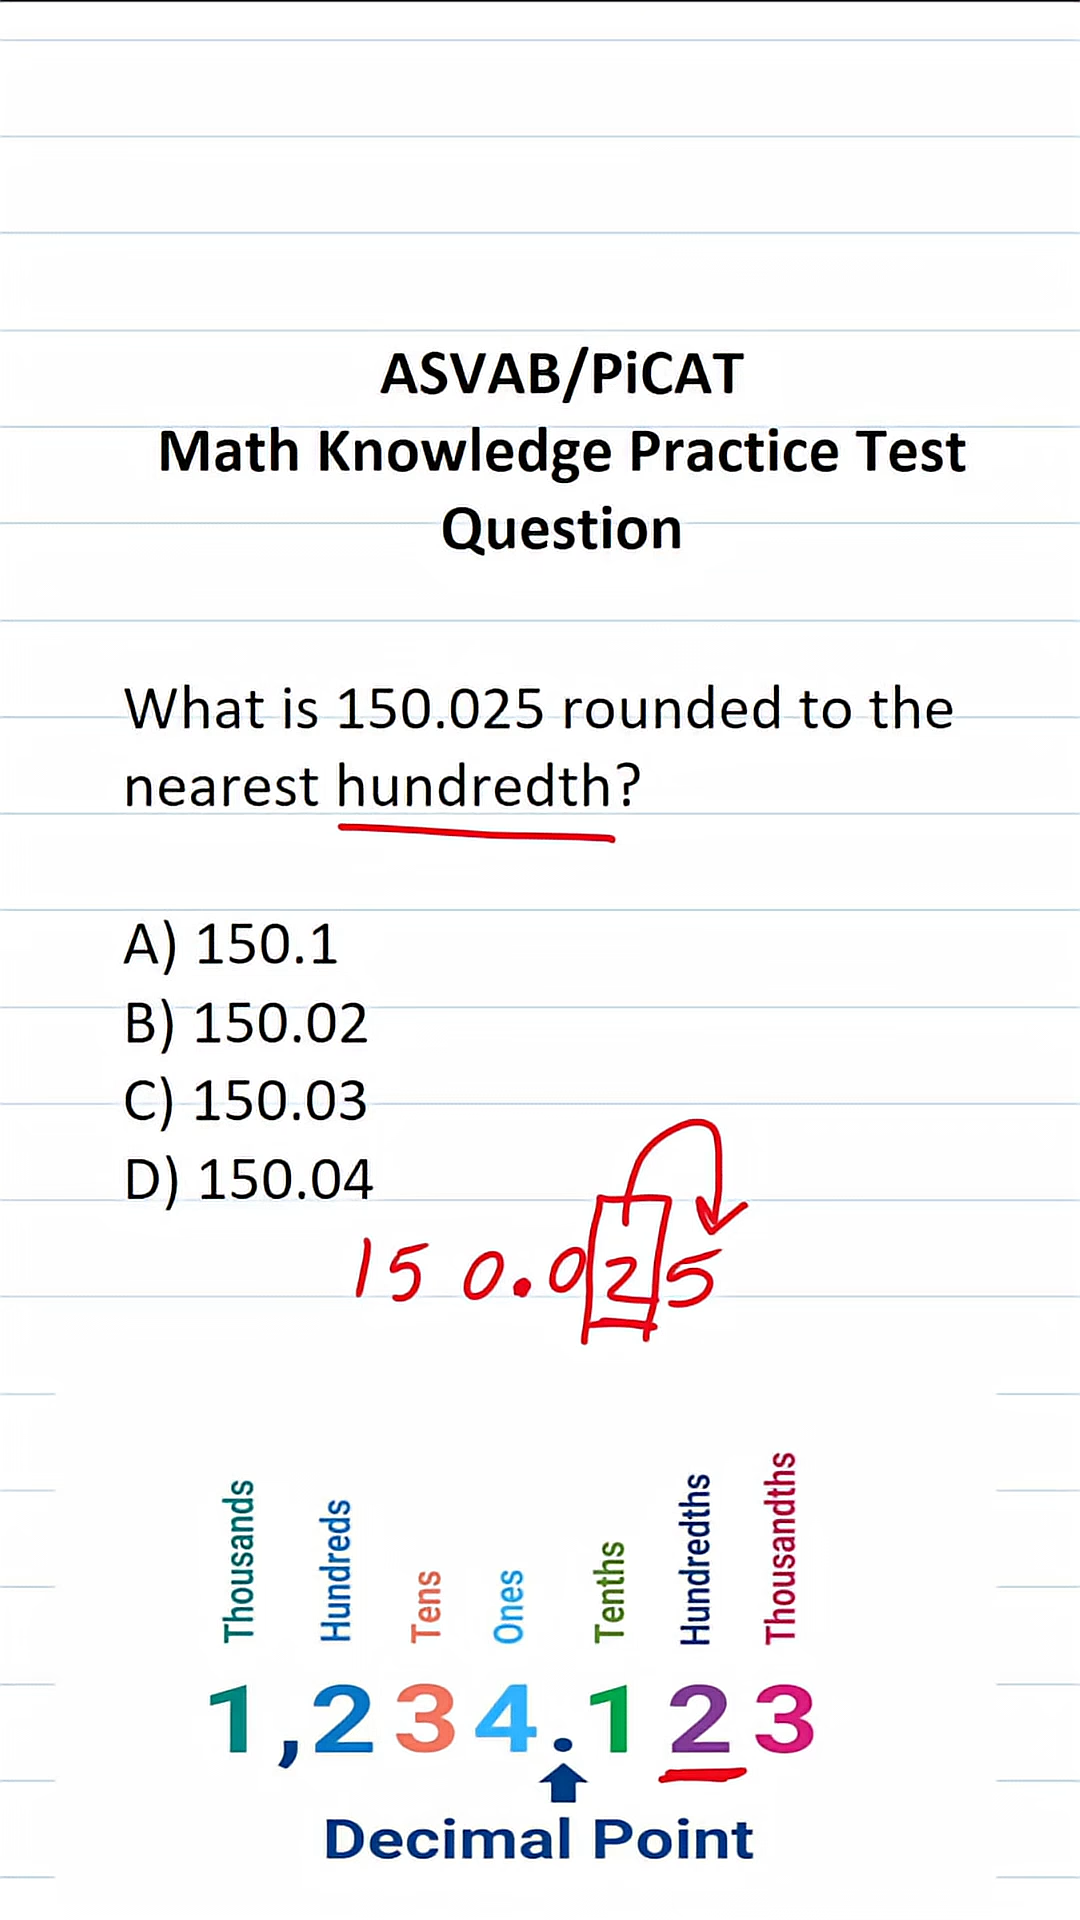 ASVAB/PiCAT
Math Knowledge Practice Test
Question
What is 150.025 rounded to the
nearest hundredth?
A) 150.1
B) 150.02
C) 150.03
D) 150.04
150.025
Thousands
Hundreds
Tens
Ones
Tenths
Hundredths
Thousandths
1,234.123
Decimal Point